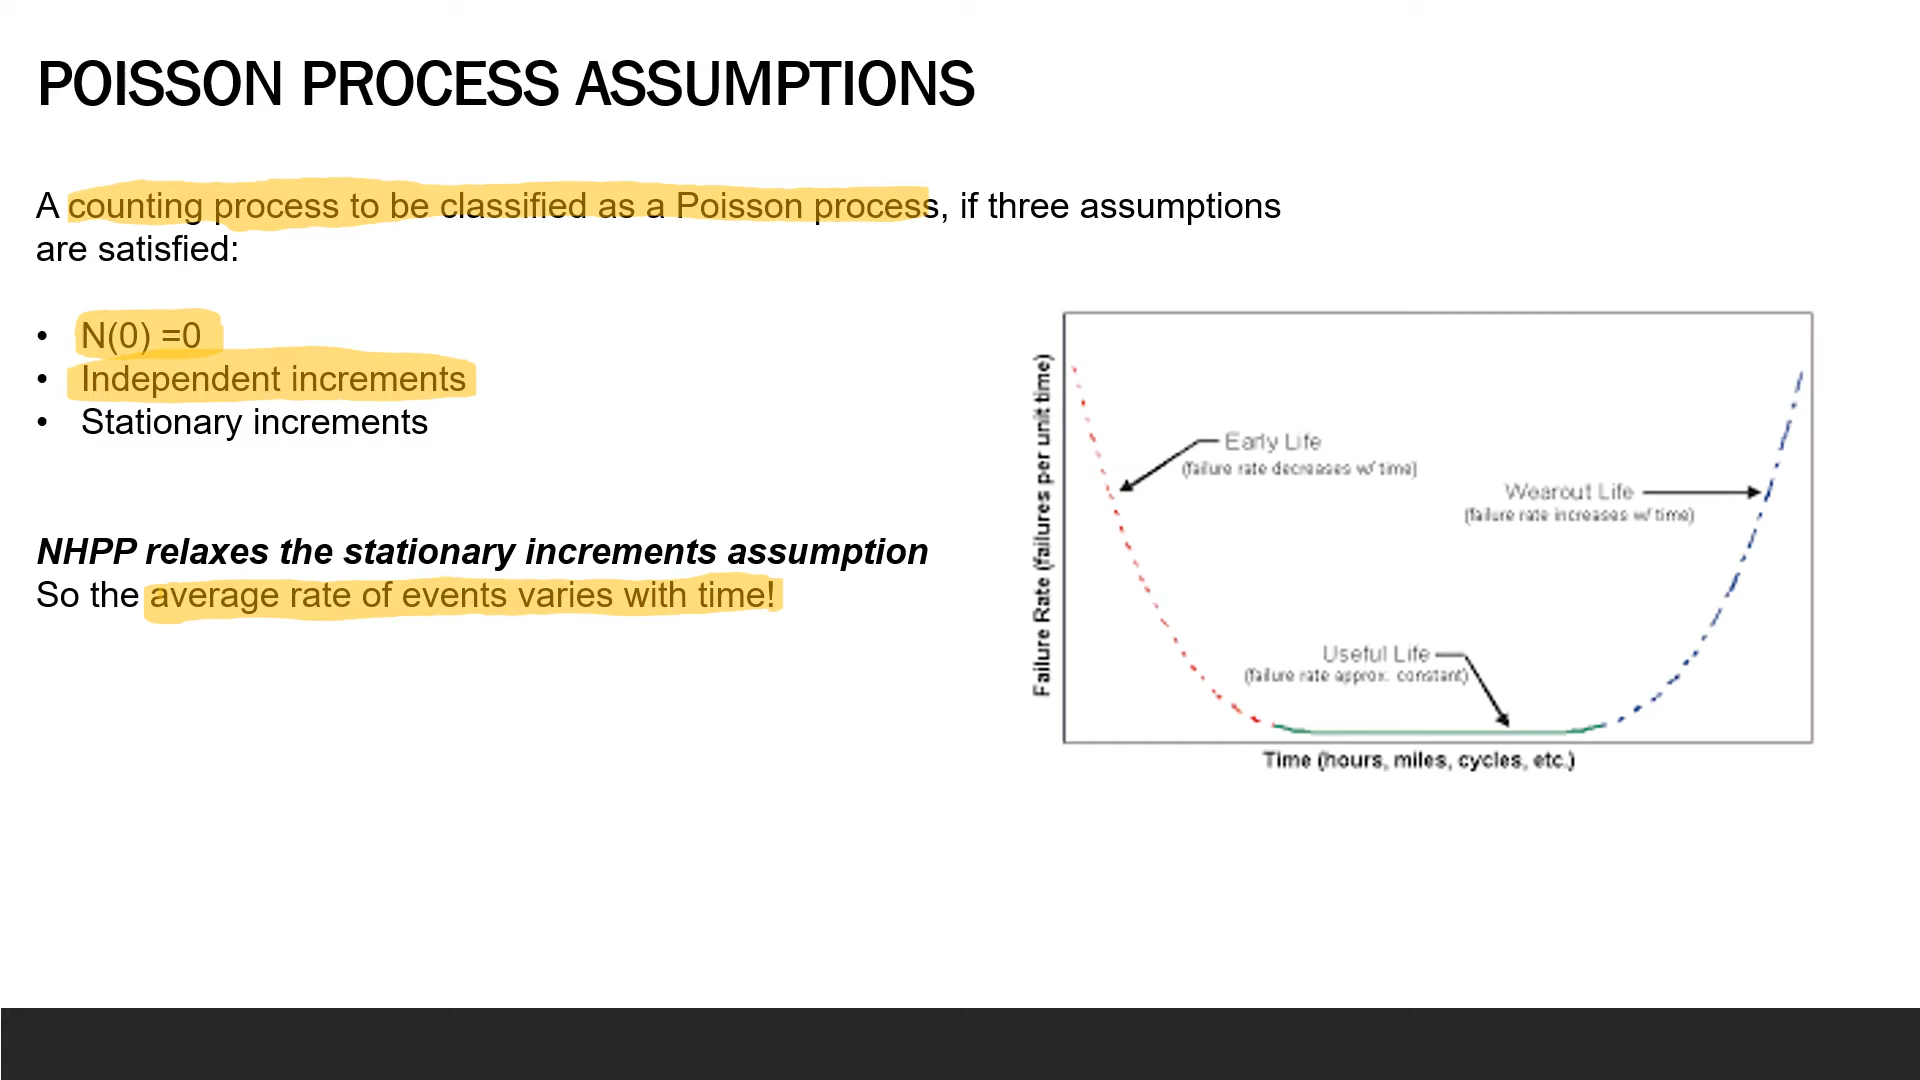 POISSON PROCESS ASSUMPTIONS
A counting process to be classified as a Poisson process, if three assumptions
are satisfied:
• N(0) =0
• Independent increments
• Stationary increments
NHPP relaxes the stationary increments assumption
So the average rate of events varies with time!
Failure Rate (failures per unit time)
Early Life
(failure rate decreases w/ time)
Wearout Life
(failure rate increases w/ time)
Useful Life
(failure rate approx. constant)
Time (hours, miles, cycles, etc.)